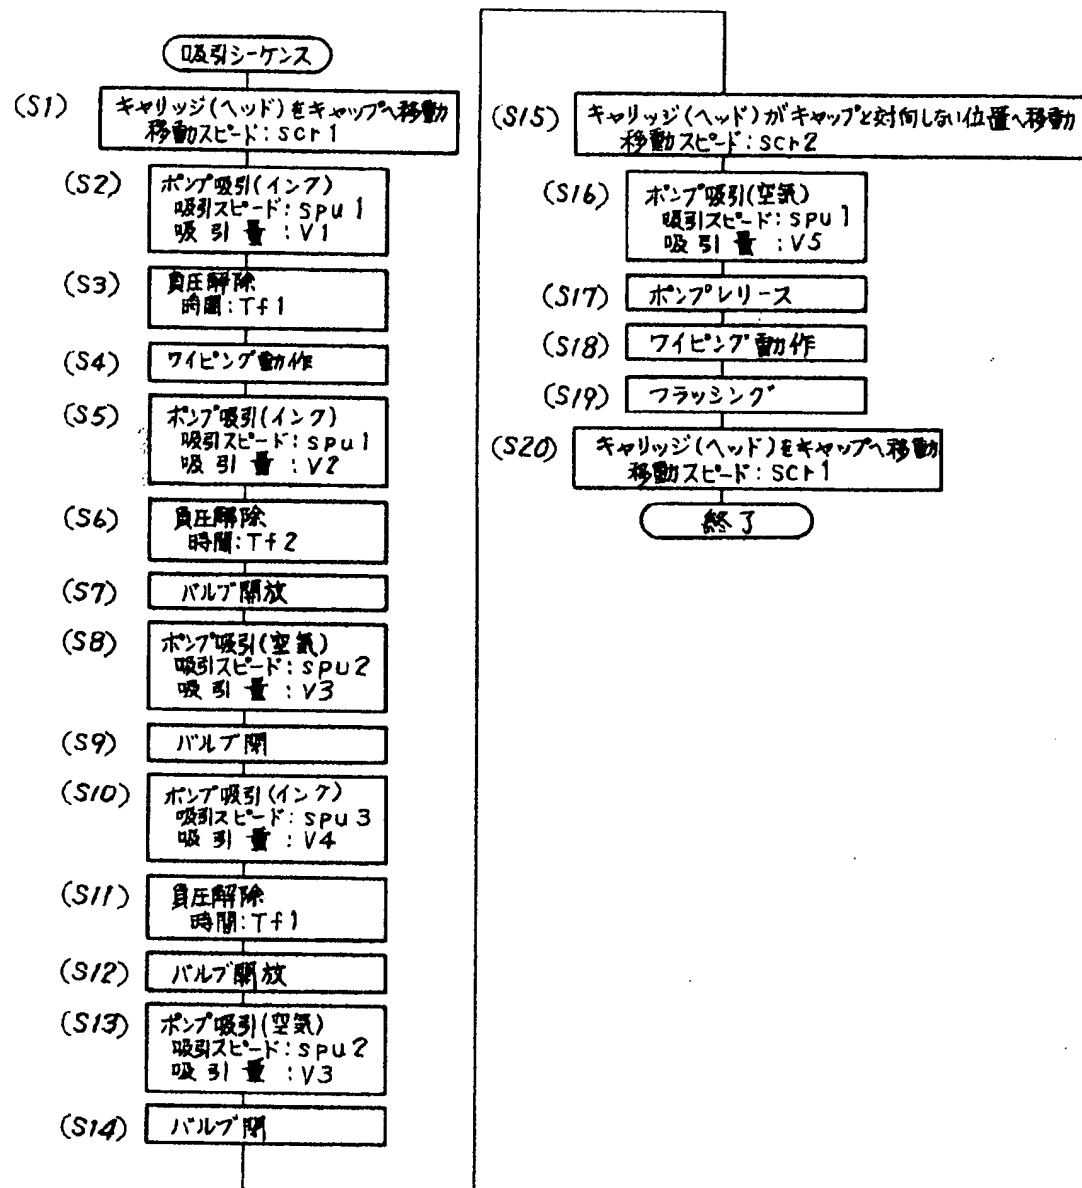 吸引シーケンス
(S1) キャリッジ(ヘッド)をキャップへ移動
移動スピード:scr1
(S2) ポンプ吸引(インク)
吸引スピード:spu1
吸引量:V1
(S3) 負圧解除
時間:Tf1
(S4) ワイピング動作
(S5) ポンプ吸引(インク)
吸引スピード:spu1
吸引量:V2
(S6) 負圧解除
時間:Tf2
(S7) バルブ開放
(S8) ポンプ吸引(空気)
吸引スピード:spu2
吸引量:V3
(S9) バルブ閉
(S10) ポンプ吸引(インク)
吸引スピード:spu3
吸引量:V4
(S11) 負圧解除
時間:Tf1
(S12) バルブ開放
(S13) ポンプ吸引(空気)
吸引スピード:spu2
吸引量:V3
(S14) バルブ閉
(S15) キャリッジ(ヘッド)がキャップと対向しない位置へ移動
移動スピード:scr2
(S16) ポンプ吸引(空気)
吸引スピード:spu1
吸引量:V5
(S17) ポンプレリース
(S18) ワイピング動作
(S19) フラッシング
(S20) キャリッジ(ヘッド)をキャップへ移動
移動スピード:scr1
終了